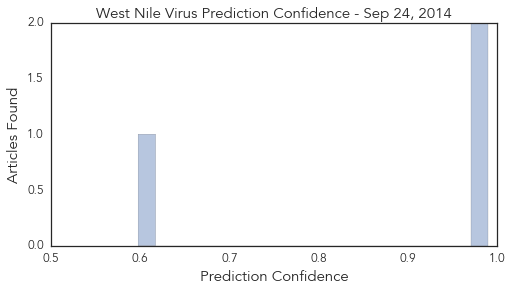 West Nile Virus Prediction Confidence - Sep 24, 2014
2.0
1.5
1.0
0.5
0.0
Articles Found
0.5 0.6 0.7 0.8 0.9 1.0
Prediction Confidence